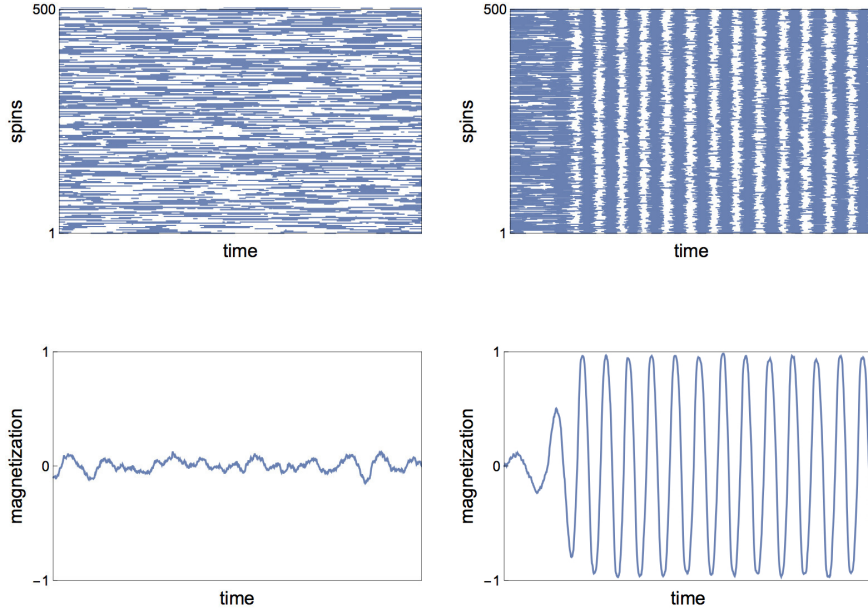 500
spins
1
time
500
spins
1
time
1
magnetization
0
−1
time
1
magnetization
0
−1
time